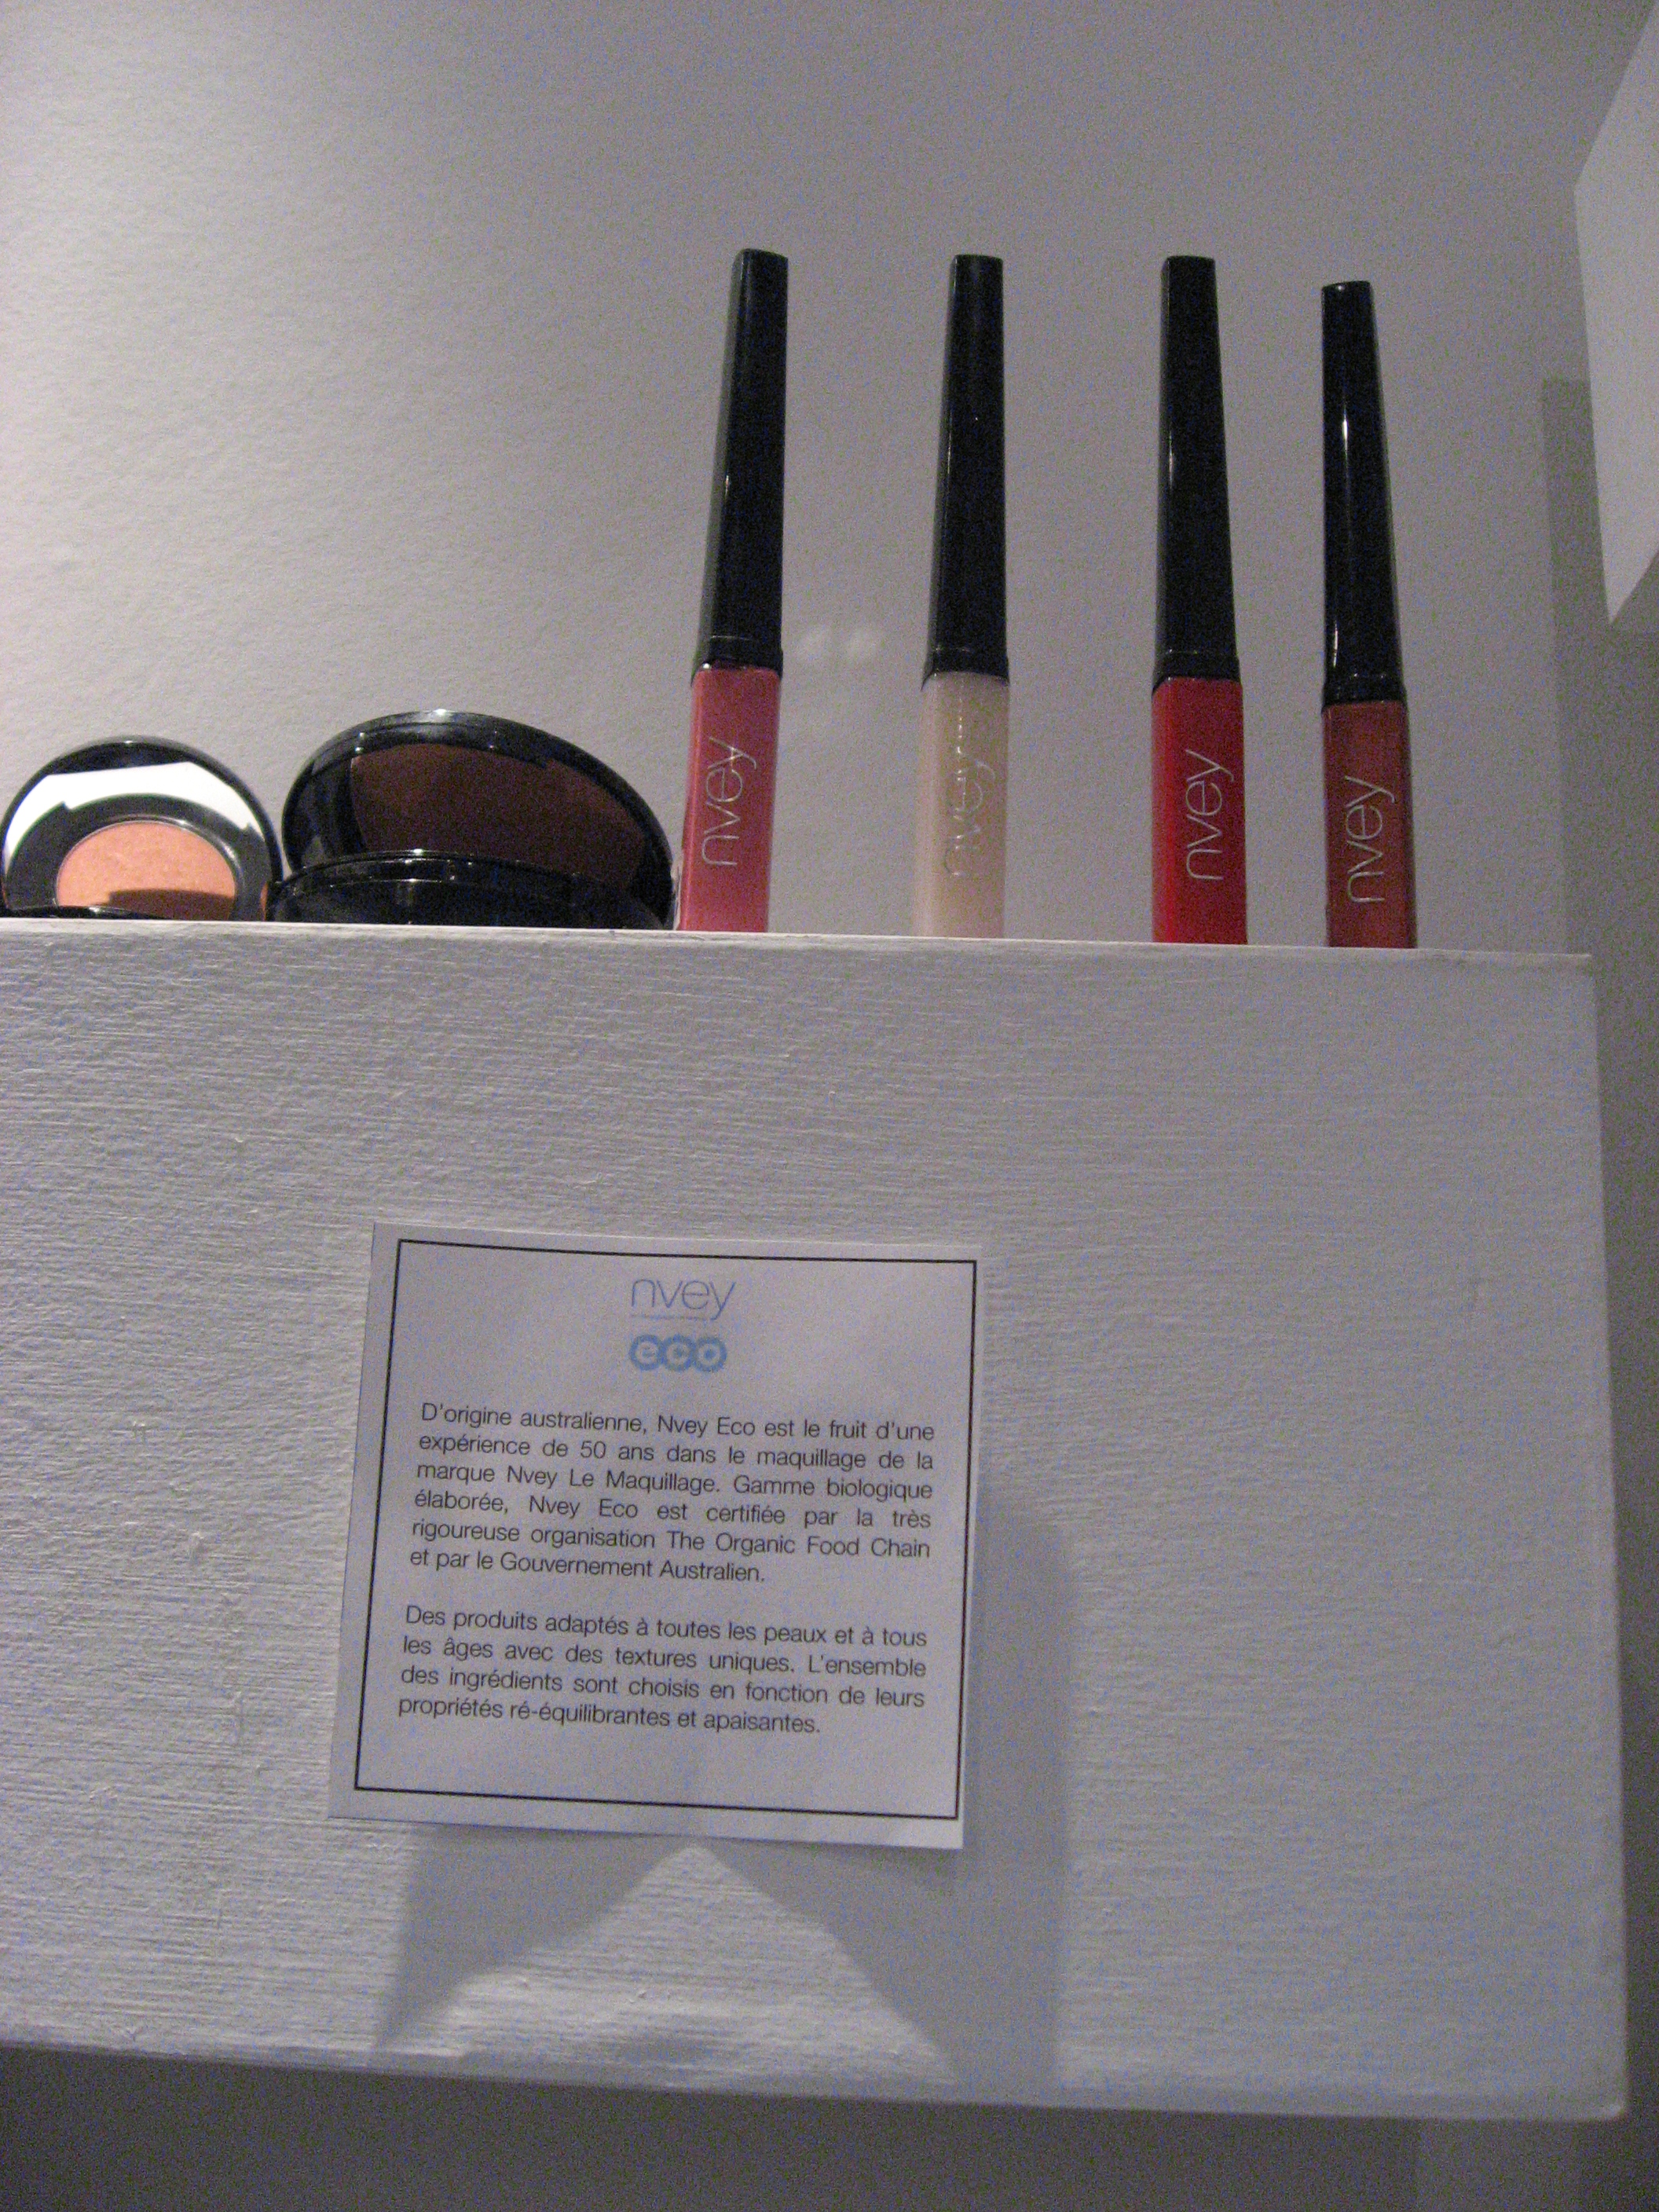 nvey
nvey
nvey
nvey
nvey
eco
D'origine australienne, Nvey Eco est le fruit d'une
expérience de 50 ans dans le maquillage de la
marque Nvey Le Maquillage. Gamme biologique
élaborée, Nvey Eco est certifiée par la très
rigoureuse organisation The Organic Food Chain
et par le Gouvernement Australien.
Des produits adaptés à toutes les peaux et à tous
les âges avec des textures uniques. L'ensemble
des ingrédients sont choisis en fonction de leurs
propriétés ré-équilibrantes et apaisantes.